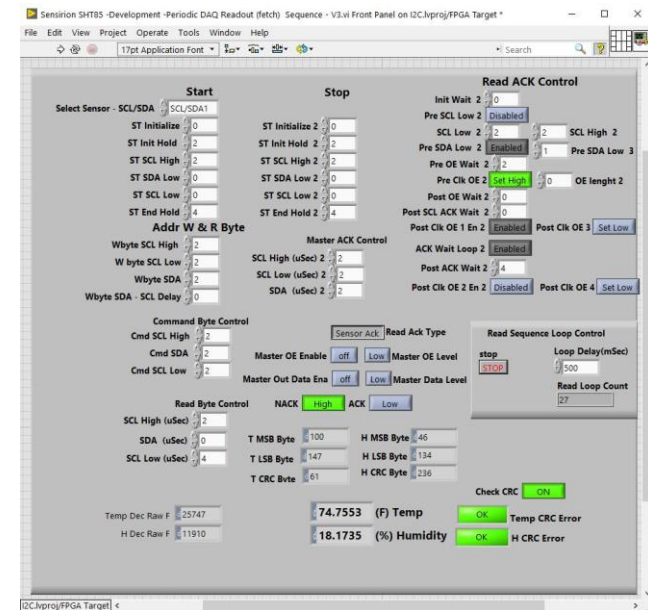 Sensirion SHT85 -Development -Periodic DAQ Readout (fetch) Sequence - V3.vi Front Panel on I2C.lvproj/FPGA Target *
File Edit View Project Operate Tools Window Help
17pt Application Font Search
Start
Select Sensor - SCL/SDA SCL/SDA1
ST Initialize 0
ST Init Hold 2
ST SCL High 2
ST SDA Low 0
ST SCL Low 0
ST End Hold 4
Stop
ST Initialize 2 0
ST Init Hold 2 2
ST SCL High 2 2
ST SDA Low 2 0
ST SCL Low 2 0
ST End Hold 2 4
Read ACK Control
Init Wait 2 0
Pre SCL Low 2 Disabled
SCL Low 2 2 2 SCL High 2
Pre SDA Low 2 Enabled 1 Pre SDA Low 3
Pre OE Wait 2 2
Pre Clk OE 2 Set High 0 OE lenght 2
Post OE Wait 2 0
Post SCL ACK Wait 2 0
Post Clk OE 1 En 2 Enabled Post Clk OE 3 Set Low
ACK Wait Loop 2 Enabled
Post ACK Wait 2 4
Post Clk OE 2 En 2 Disabled Post Clk OE 4 Set Low
Addr W & R Byte
Wbyte SCL High 2
W byte SCL Low 2
Wbyte SDA 2
Wbyte SDA - SCL Delay 0
Master ACK Control
SCL High (uSec) 2 2
SCL Low (uSec) 2 2
SDA (uSec) 2 2
Command Byte Control
Cmd SCL High 2
Cmd SDA 2
Cmd SCL Low 2
Sensor Ack Read Ack Type
Master OE Enable off Low Master OE Level
Master Out Data Ena off Low Master Data Level
NACK High ACK Low
Read Sequence Loop Control
stop Loop Delay(mSec)
STOP 500
Read Loop Count
27
Read Byte Control
SCL High (uSec) 2
SDA (uSec) 0
SCL Low (uSec) 4
T MSB Byte 100 H MSB Byte 46
T LSB Byte 147 H LSB Byte 134
T CRC Byte 61 H CRC Byte 236
Check CRC ON
Temp Dec Raw F 25747 74.7553 (F) Temp OK Temp CRC Error
H Dec Raw F 11910 18.1735 (%) Humidity OK H CRC Error
I2C.lvproj/FPGA Target